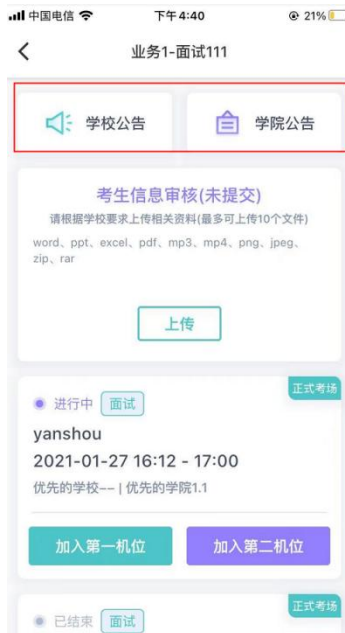 中国电信 下午4:40 21%
业务1-面试111
学校公告 学院公告
考生信息审核(未提交)
请根据学校要求上传相关资料(最多可上传10个文件)
word、ppt、excel、pdf、mp3、mp4、png、jpeg、
zip、rar
上传
正式考场
进行中 面试
yanshou
2021-01-27 16:12 - 17:00
优先的学校-- | 优先的学院1.1
加入第一机位 加入第二机位
正式考场
已结束 面试